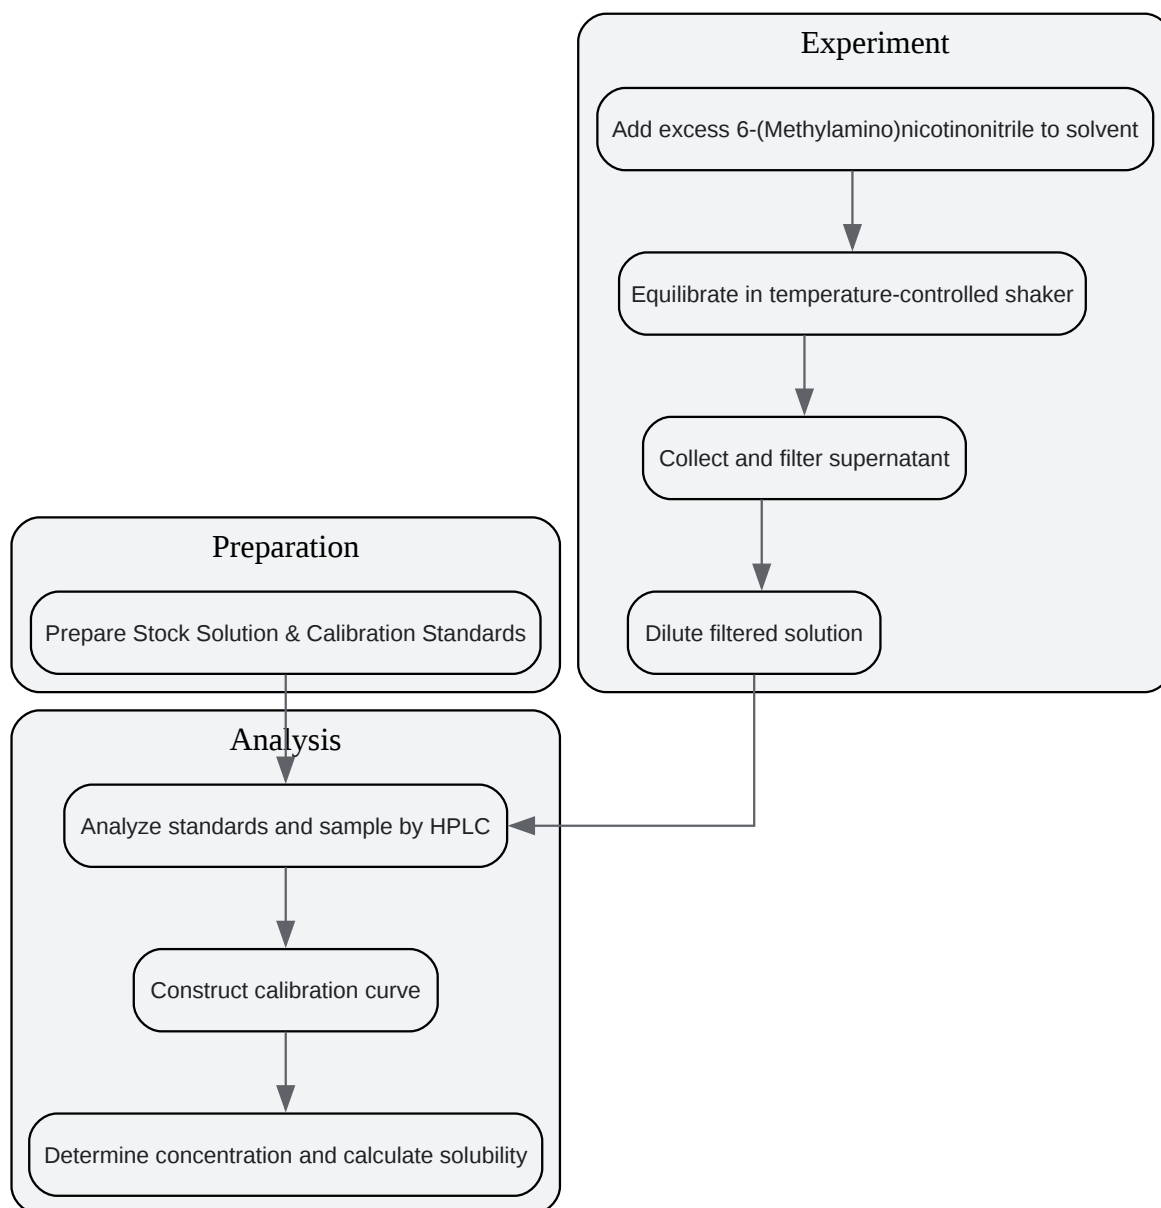 Experiment
Add excess 6-(Methylamino)nicotinonitrile to solvent
Equilibrate in temperature-controlled shaker
Collect and filter supernatant
Dilute filtered solution
Preparation
Prepare Stock Solution & Calibration Standards
Analysis
Analyze standards and sample by HPLC
Construct calibration curve
Determine concentration and calculate solubility